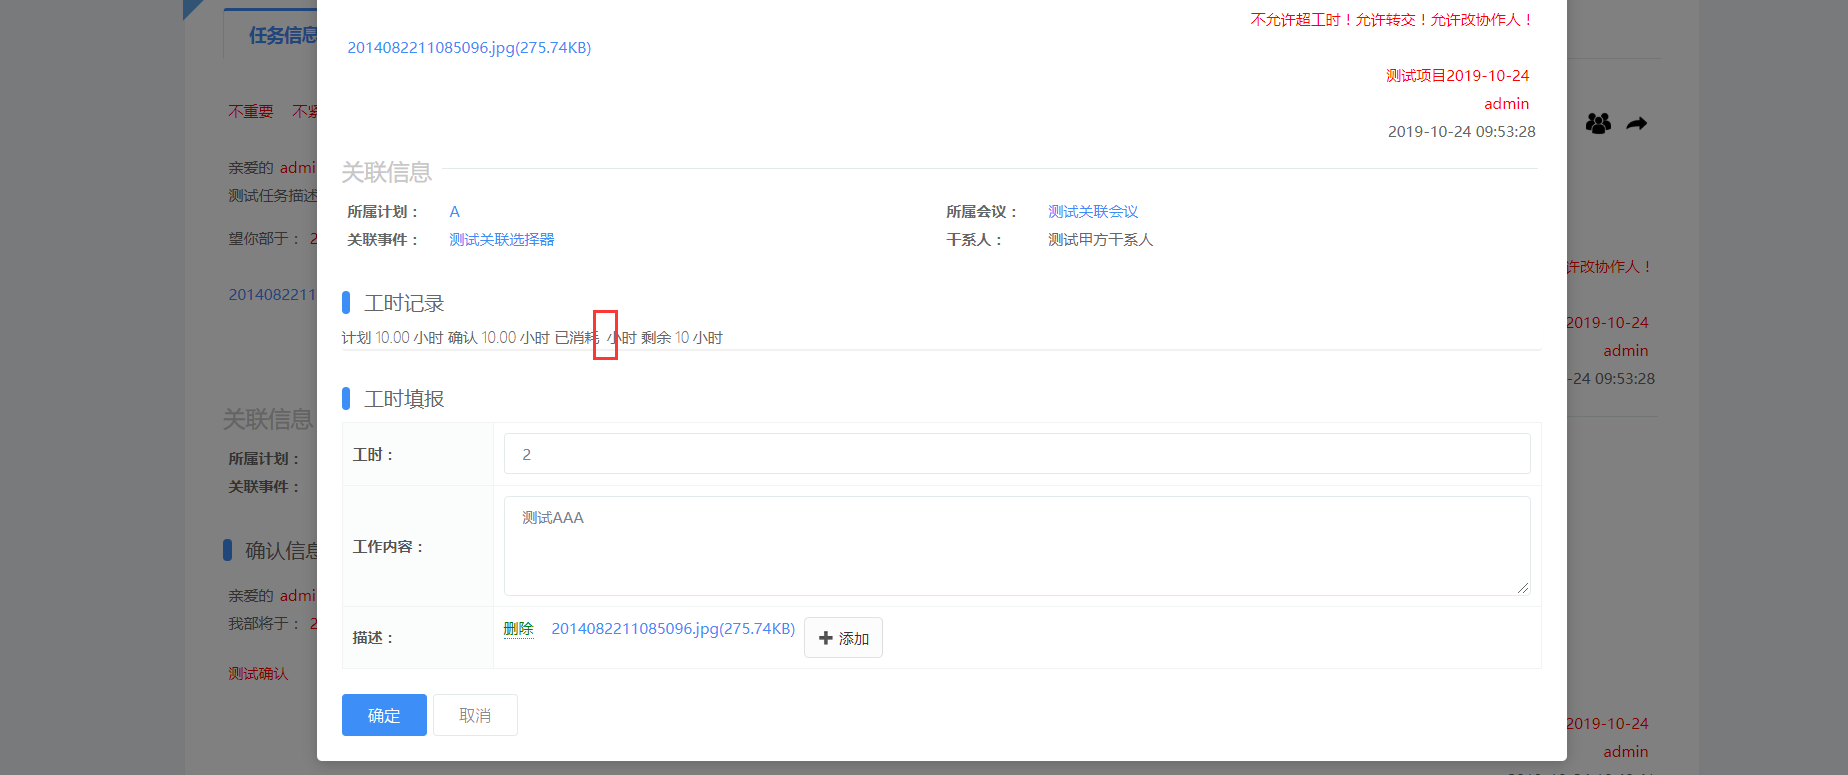 不允许超工时！允许转交！允许改协作人！
任务信息
2014082211085096.jpg(275.74KB)
测试项目2019-10-24
admin
2019-10-24 09:53:28
不重要 不紧
亲爱的 admi
测试任务描述
望你部于： 2
2014082211
许改协作人！
2019-10-24
admin
-24 09:53:28
关联信息
所属计划： A 所属会议： 测试关联会议
关联事件： 测试关联选择器 干系人： 测试甲方干系人
工时记录
计划 10.00 小时 确认 10.00 小时 已消耗 小时 剩余 10 小时
工时填报
工时： 2
工作内容： 测试AAA
描述： 删除 2014082211085096.jpg(275.74KB) 添加
确定 取消
关联信息
所属计划：
关联事件：
确认信息
亲爱的 admi
我部将于： 2
测试确认
2019-10-24
admin